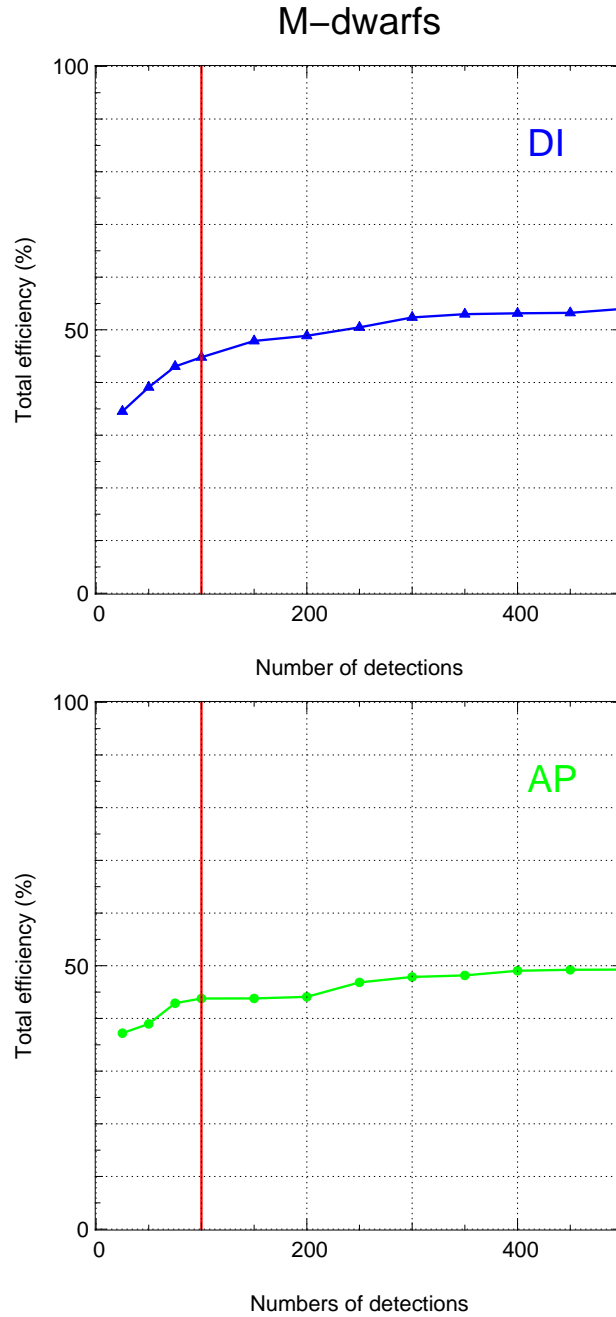 M−dwarfs
100
DI
Total efficiency (%)
50
0
0 200 400
Number of detections
100
AP
Total efficiency (%)
50
0
0 200 400
Numbers of detections